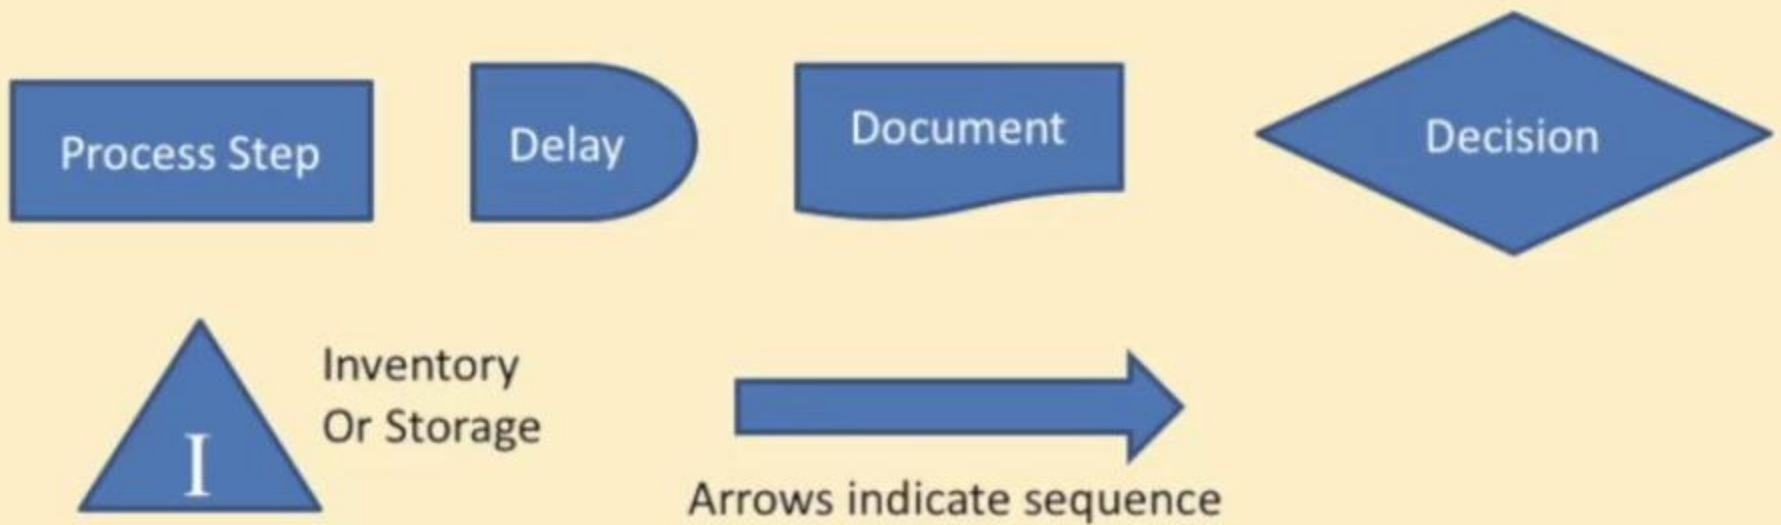 Process Step
Delay
Document
Decision
I
Inventory
Or Storage
Arrows indicate sequence